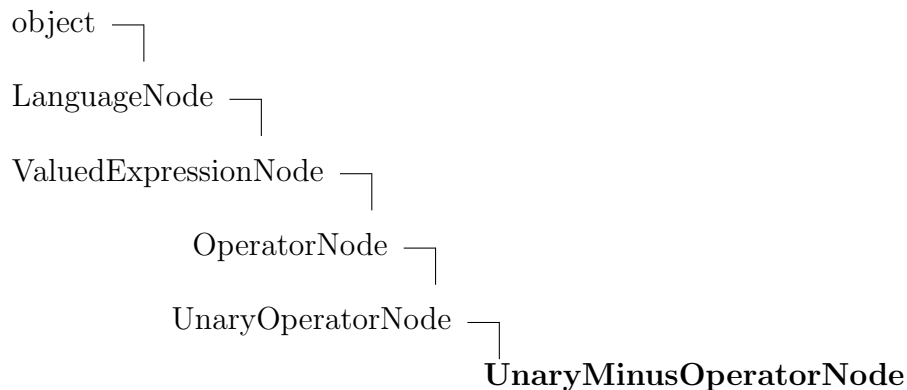 object
LanguageNode
ValuedExpressionNode
OperatorNode
UnaryOperatorNode
UnaryMinusOperatorNode